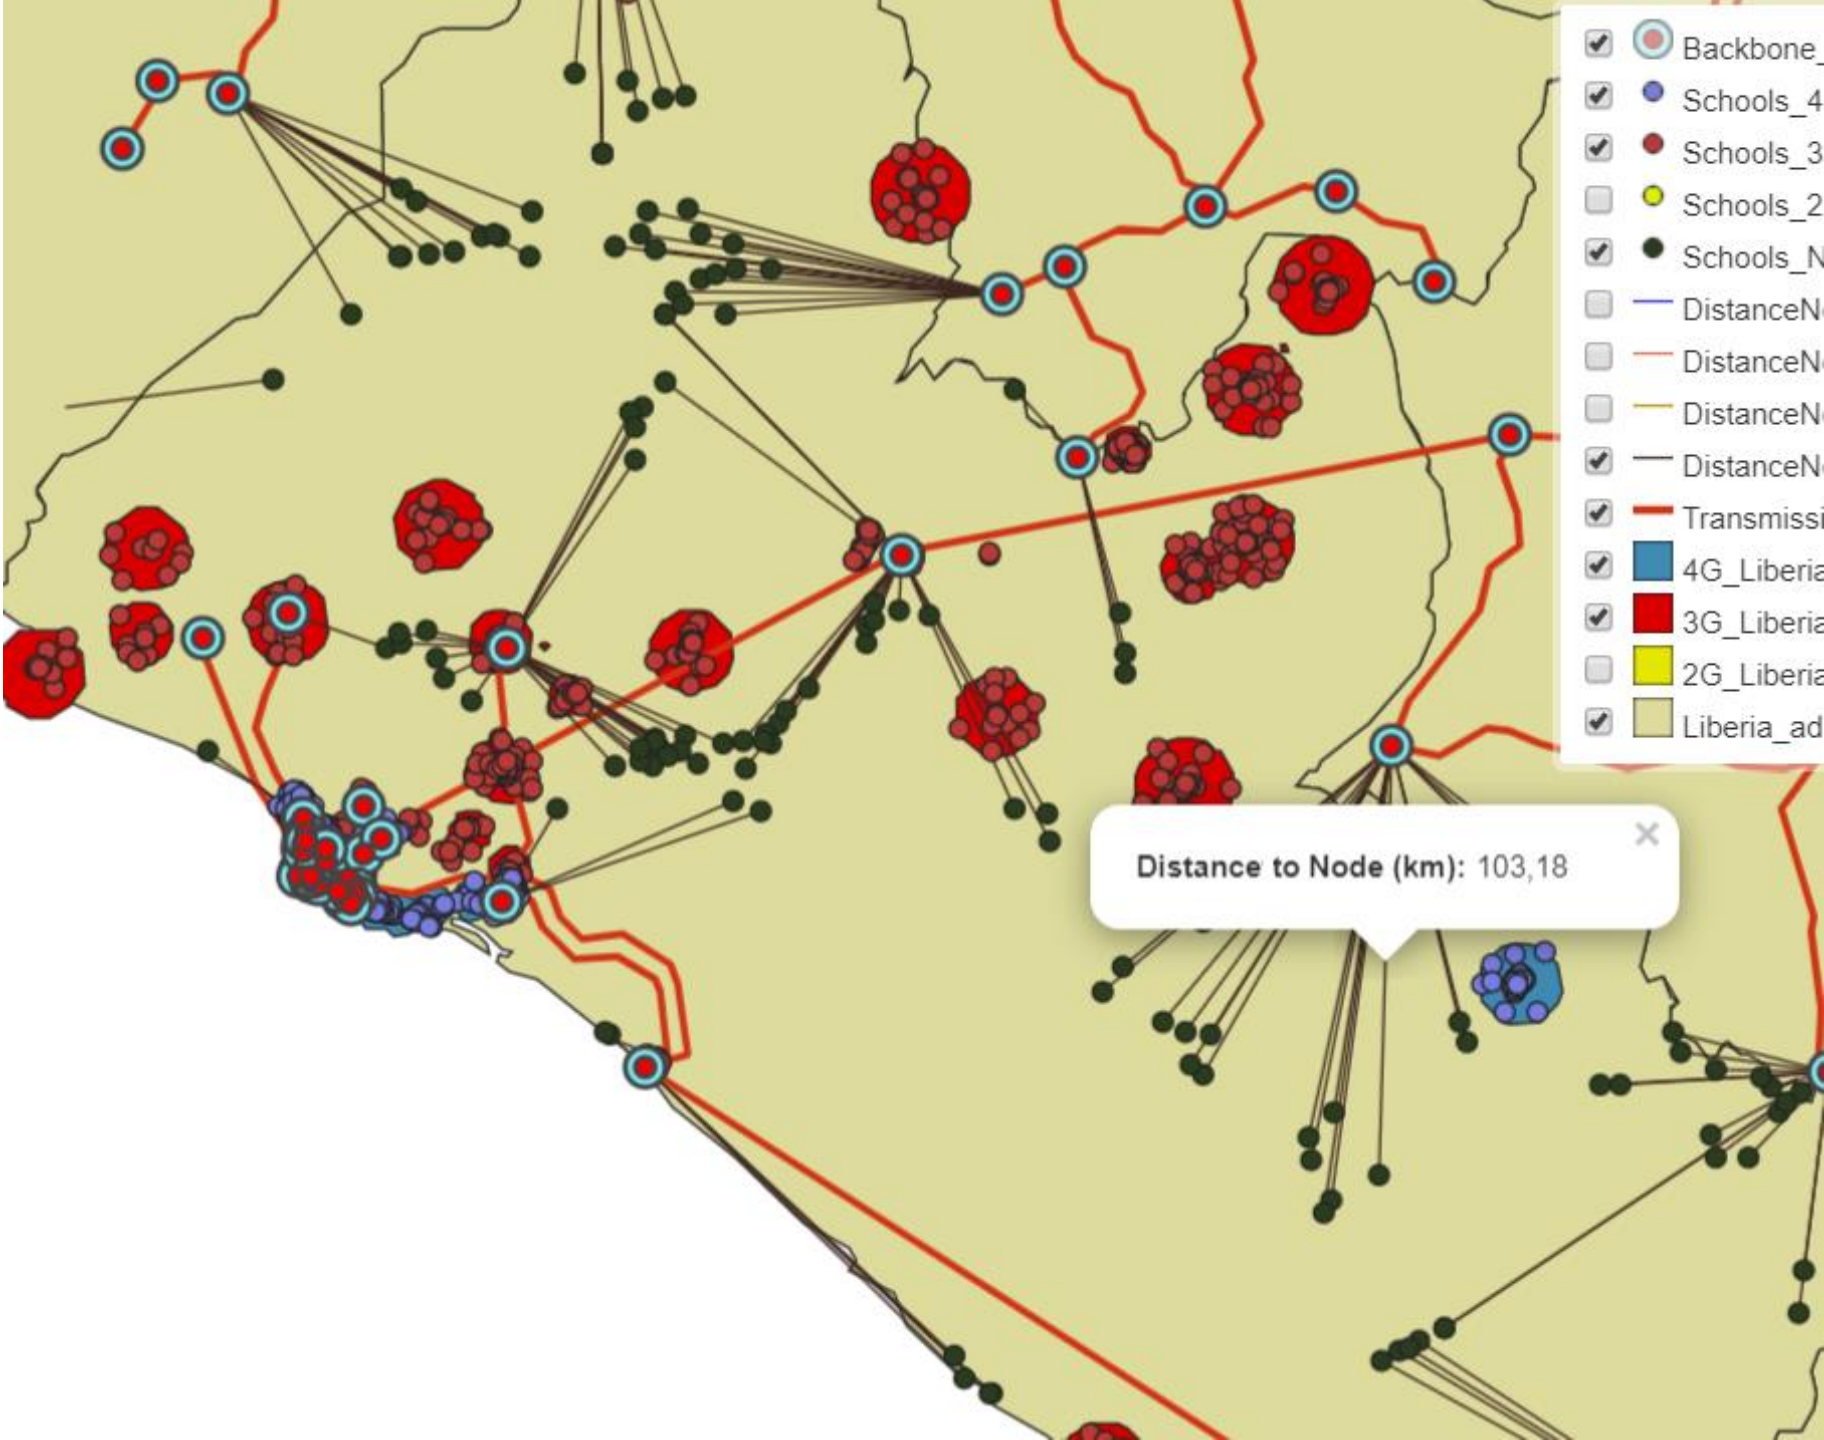 Backbone_
Schools_4
Schools_3
Schools_2
Schools_N
DistanceN
DistanceN
DistanceN
DistanceN
Transmissi
4G_Liberia
3G_Liberia
2G_Liberia
Liberia_ad
Distance to Node (km): 103,18